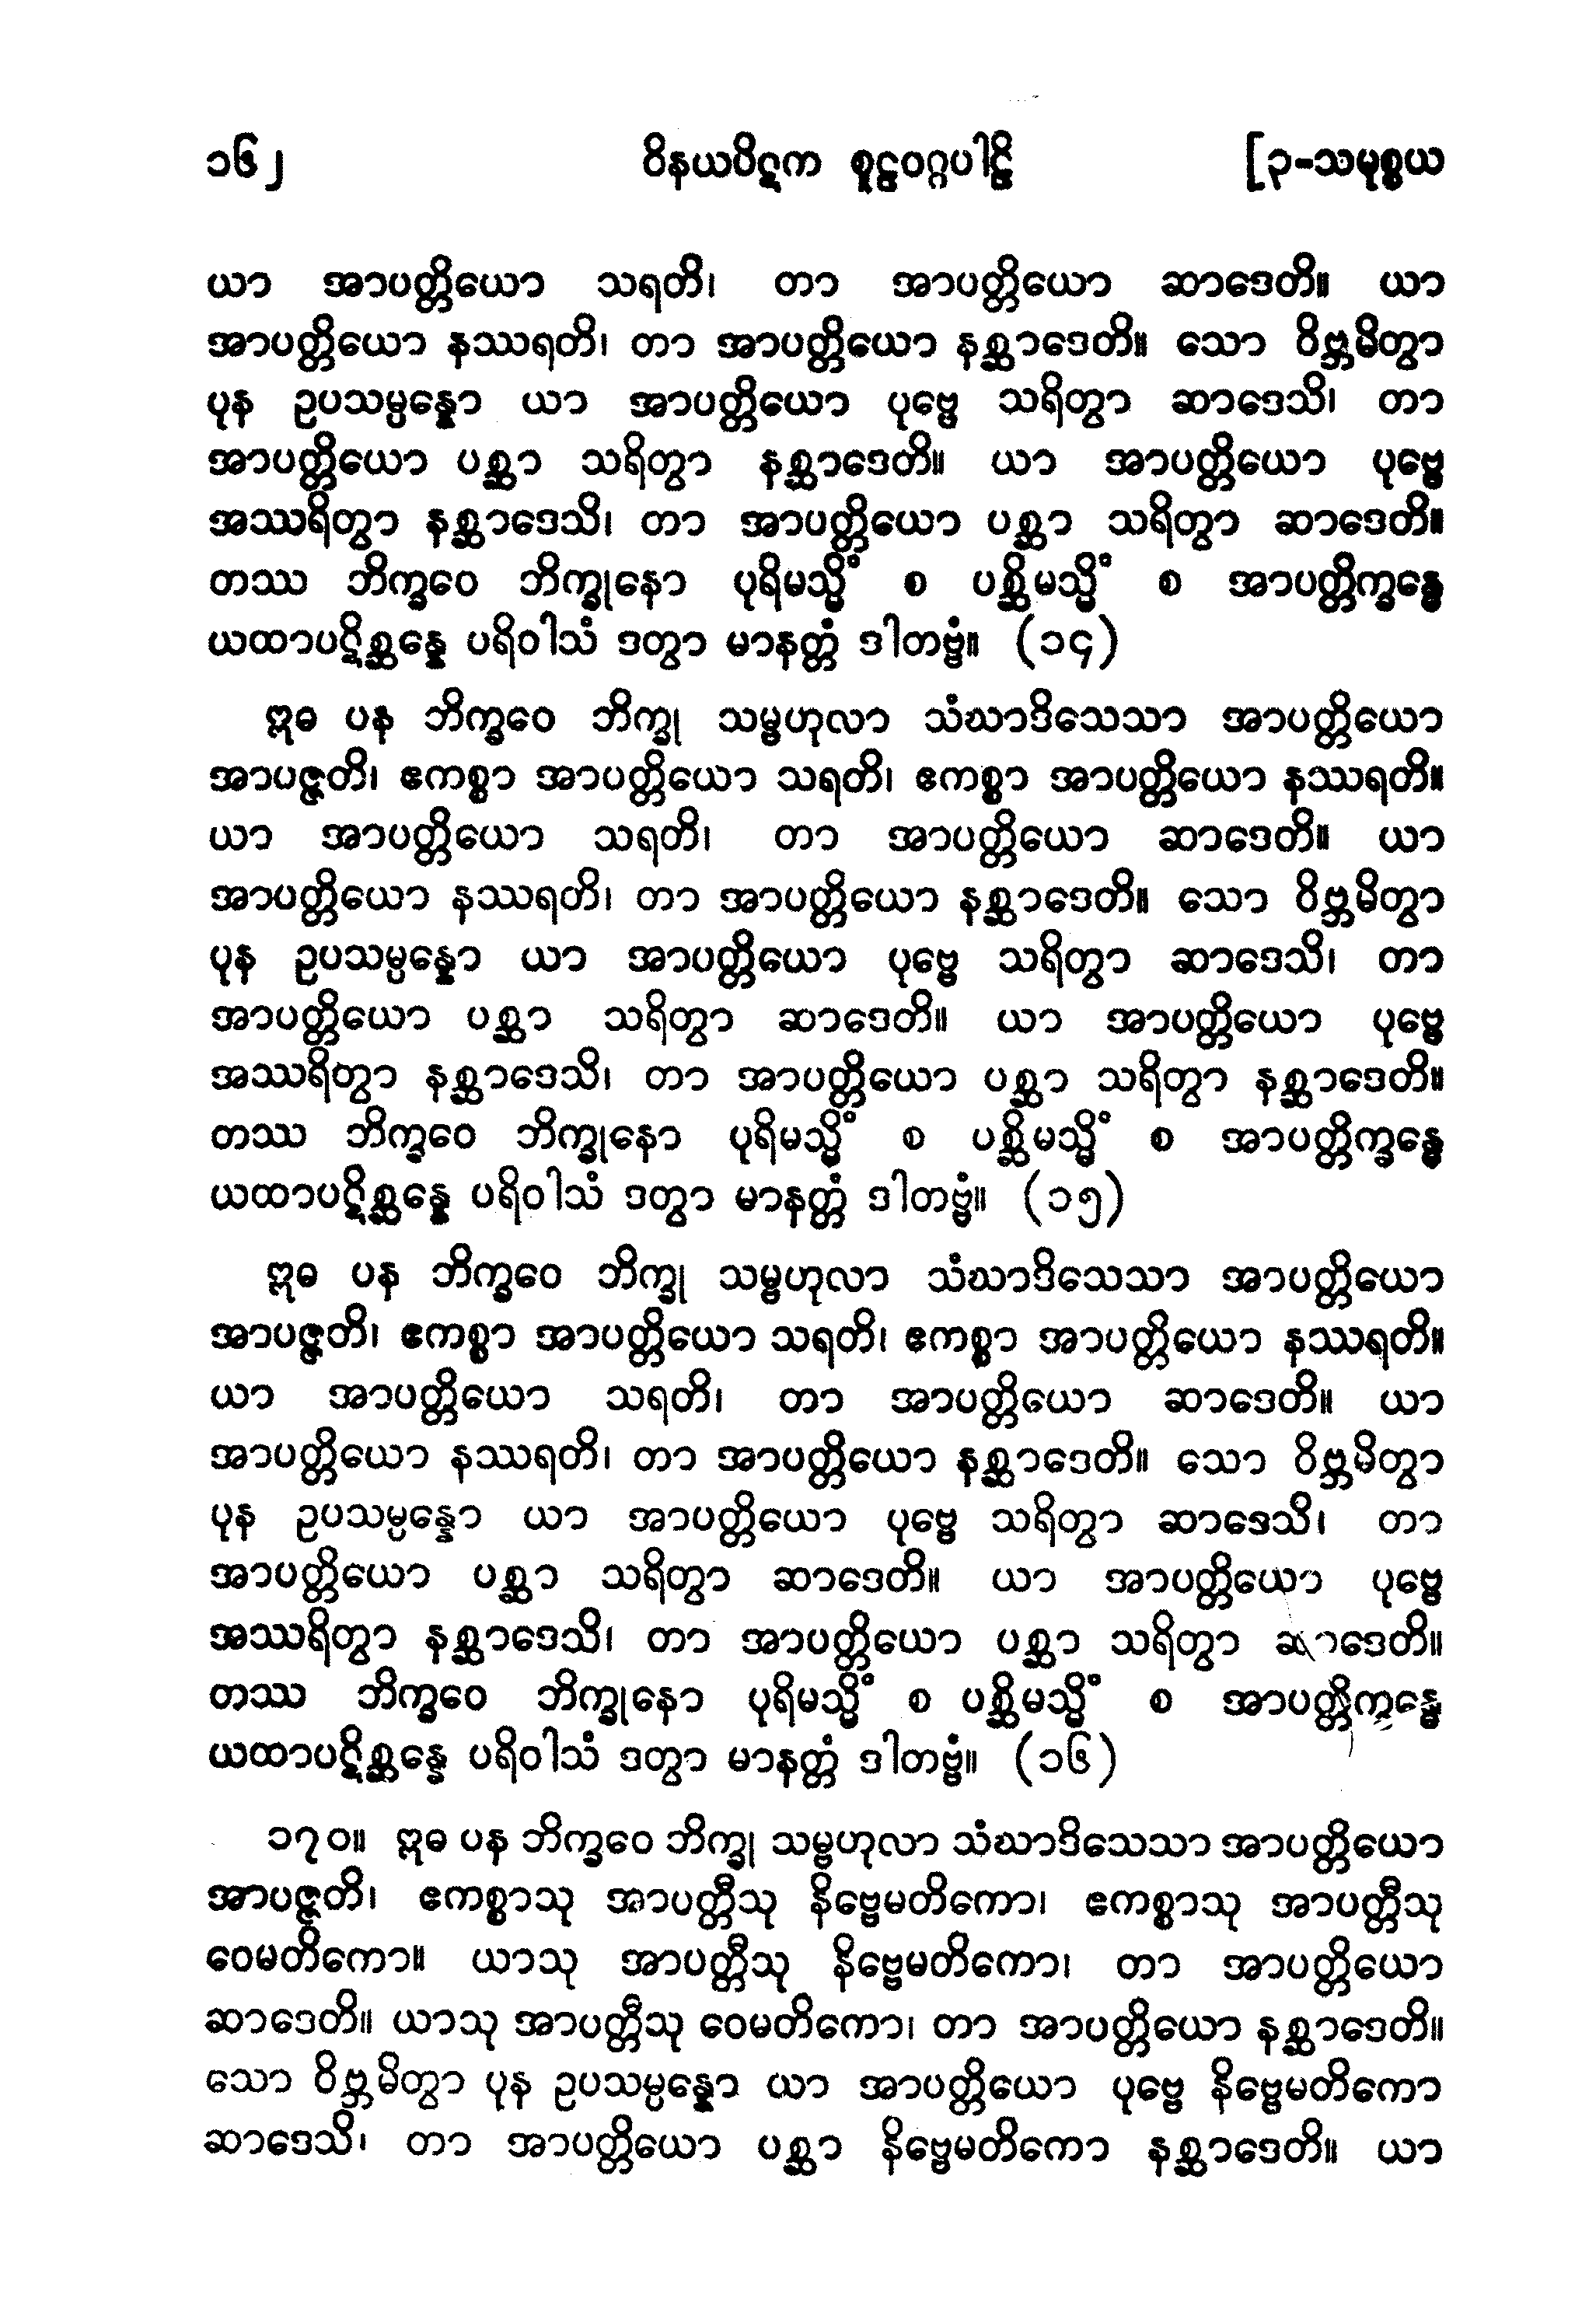 ၁၆၂ ဝိနယပိဋက စူဠဝဂ္ဂပါဠိ [၃-သမုစ္စယ
ယာ အာပတ္တိယော သရတိ၊ တာ အာပတ္တိယော ဆာဒေတိ။ ယာ
အာပတ္တိယော နဿရတိ၊ တာ အာပတ္တိယော နစ္ဆာဒေတိ။ သော ဝိဗ္ဘမိတွာ
ပုန ဥပသမ္ပန္နော ယာ အာပတ္တိယော ပုဗ္ဗေ သရိတွာ ဆာဒေသိ၊ တာ
အာပတ္တိယော ပစ္ဆာ သရိတွာ နစ္ဆာဒေတိ။ ယာ အာပတ္တိယော ပုဗ္ဗေ
အဿရိတွာ နစ္ဆာဒေသိ၊ တာ အာပတ္တိယော ပစ္ဆာ သရိတွာ ဆာဒေတိ။
တဿ ဘိက္ခဝေ ဘိက္ခုနော ပုရိမသ္မိံ စ ပစ္ဆိမသ္မိံ စ အာပတ္တိက္ခန္ဓေ
ယထာပဋိစ္ဆန္နေ ပရိဝါသံ ဒတွာ မာနတ္တံ ဒါတဗ္ဗံ။ (၁၄)
ဣဓ ပန ဘိက္ခဝေ ဘိက္ခု သမ္ဗဟုလာ သံဃာဒိသေသာ အာပတ္တိယော
အာပဇ္ဇတိ၊ ဧကစ္စာ အာပတ္တိယော သရတိ၊ ဧကစ္စာ အာပတ္တိယော နဿရတိ။
ယာ အာပတ္တိယော သရတိ၊ တာ အာပတ္တိယော ဆာဒေတိ။ ယာ
အာပတ္တိယော နဿရတိ၊ တာ အာပတ္တိယော နစ္ဆာဒေတိ။ သော ဝိဗ္ဘမိတွာ
ပုန ဥပသမ္ပန္နော ယာ အာပတ္တိယော ပုဗ္ဗေ သရိတွာ ဆာဒေသိ၊ တာ
အာပတ္တိယော ပစ္ဆာ သရိတွာ ဆာဒေတိ။ ယာ အာပတ္တိယော ပုဗ္ဗေ
အဿရိတွာ နစ္ဆာဒေသိ၊ တာ အာပတ္တိယော ပစ္ဆာ သရိတွာ နစ္ဆာဒေတိ။
တဿ ဘိက္ခဝေ ဘိက္ခုနော ပုရိမသ္မိံ စ ပစ္ဆိမသ္မိံ စ အာပတ္တိက္ခန္ဓေ
ယထာပဋိစ္ဆန္နေ ပရိဝါသံ ဒတွာ မာနတ္တံ ဒါတဗ္ဗံ။ (၁၅)
ဣဓ ပန ဘိက္ခဝေ ဘိက္ခု သမ္ဗဟုလာ သံဃာဒိသေသာ အာပတ္တိယော
အာပဇ္ဇတိ၊ ဧကစ္စာ အာပတ္တိယော သရတိ၊ ဧကစ္စာ အာပတ္တိယော နဿရတိ။
ယာ အာပတ္တိယော သရတိ၊ တာ အာပတ္တိယော ဆာဒေတိ။ ယာ
အာပတ္တိယော နဿရတိ၊ တာ အာပတ္တိယော နစ္ဆာဒေတိ။ သော ဝိဗ္ဘမိတွာ
ပုန ဥပသမ္ပန္နော ယာ အာပတ္တိယော ပုဗ္ဗေ သရိတွာ ဆာဒေသိ၊ တာ
အာပတ္တိယော ပစ္ဆာ သရိတွာ ဆာဒေတိ။ ယာ အာပတ္တိယော ပုဗ္ဗေ
အဿရိတွာ နစ္ဆာဒေသိ၊ တာ အာပတ္တိယော ပစ္ဆာ သရိတွာ ဆာဒေတိ။
တဿ ဘိက္ခဝေ ဘိက္ခုနော ပုရိမသ္မိံ စ ပစ္ဆိမသ္မိံ စ အာပတ္တိက္ခန္ဓေ
ယထာပဋိစ္ဆန္နေ ပရိဝါသံ ဒတွာ မာနတ္တံ ဒါတဗ္ဗံ။ (၁၆)
၁၇၀။ ဣဓ ပန ဘိက္ခဝေ ဘိက္ခု သမ္ဗဟုလာ သံဃာဒိသေသာ အာပတ္တိယော
အာပဇ္ဇတိ၊ ဧကစ္စာသု အာပတ္တီသု နိဗ္ဗေမတိကော၊ ဧကစ္စာသု အာပတ္တီသု
ဝေမတိကော။ ယာသု အာပတ္တီသု နိဗ္ဗေမတိကော၊ တာ အာပတ္တိယော
ဆာဒေတိ။ ယာသု အာပတ္တီသု ဝေမတိကော၊ တာ အာပတ္တိယော နစ္ဆာဒေတိ။
သော ဝိဗ္ဘမိတွာ ပုန ဥပသမ္ပန္နော ယာ အာပတ္တိယော ပုဗ္ဗေ နိဗ္ဗေမတိကော
ဆာဒေသိ၊ တာ အာပတ္တိယော ပစ္ဆာ နိဗ္ဗေမတိကော နစ္ဆာဒေတိ။ ယာ